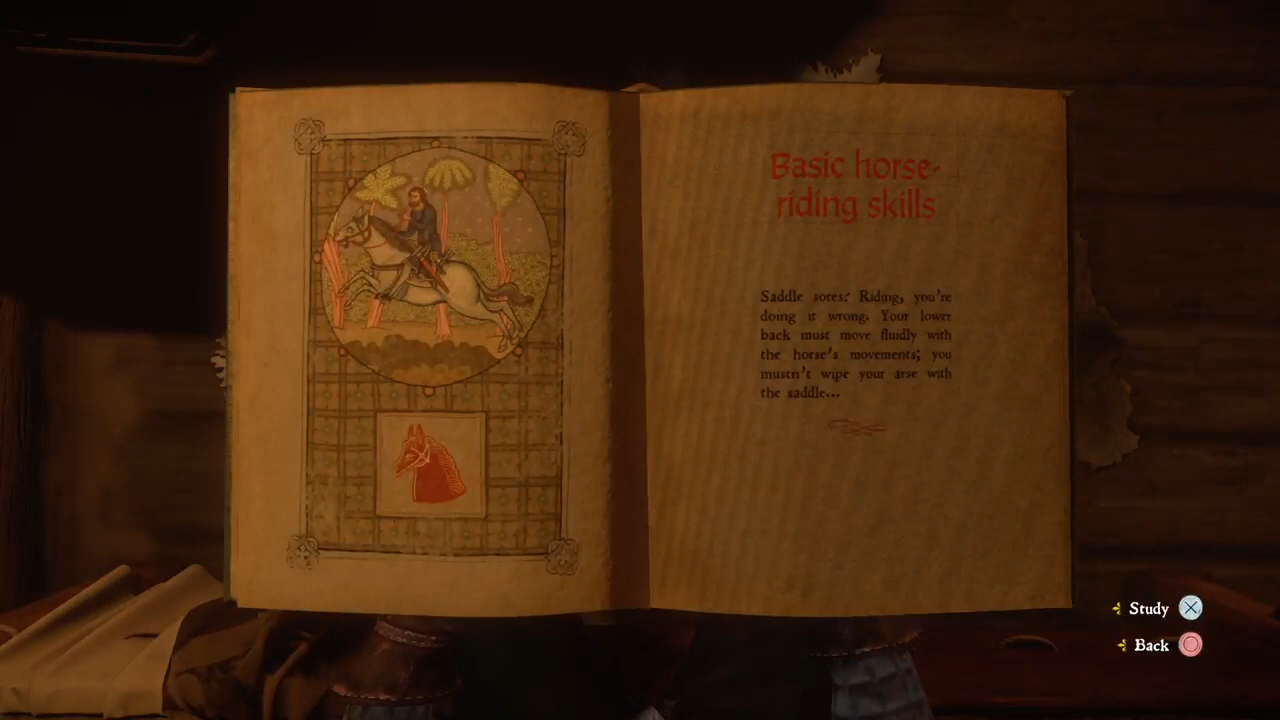 Basic horse-
riding skills
Saddle sores? Riding, you're
doing it wrong. Your lower
back must move fluidly with
the horse's movements; you
mustn't wipe your arse with
the saddle...
Study
Back